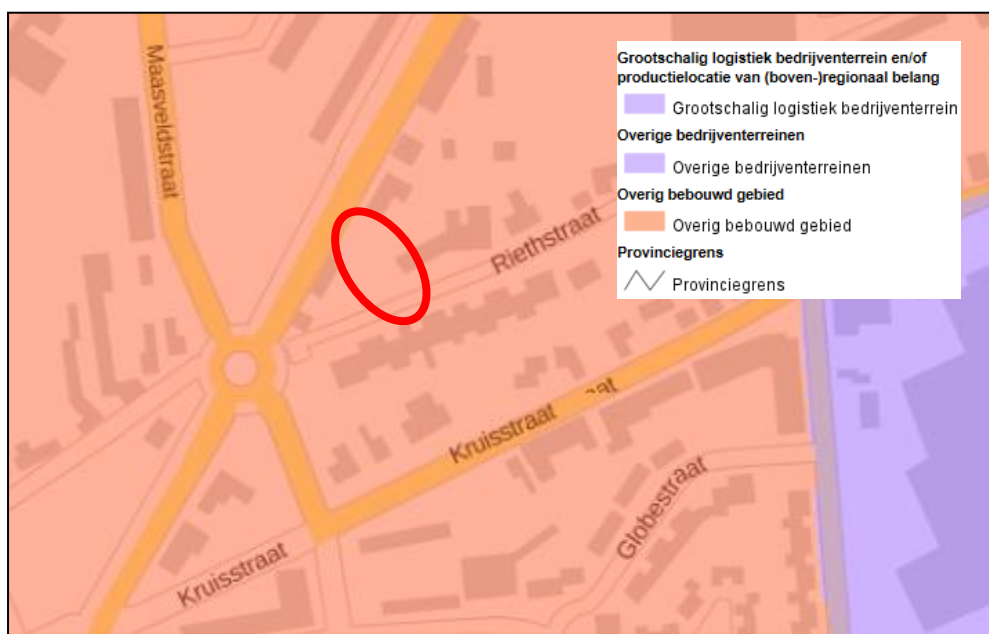 Maasveldstraat
Grootschalig logistiek bedrijventerrein en/of
productielocatie van (boven-)regionaal belang
Grootschalig logistiek bedrijventerrein
Overige bedrijventerreinen
Overige bedrijventerreinen
Overig bebouwd gebied
Overig bebouwd gebied
Provinciegrens
Provinciegrens
Riethstraat
Kruisstraat
aat
Globestraat
Kruisstraat